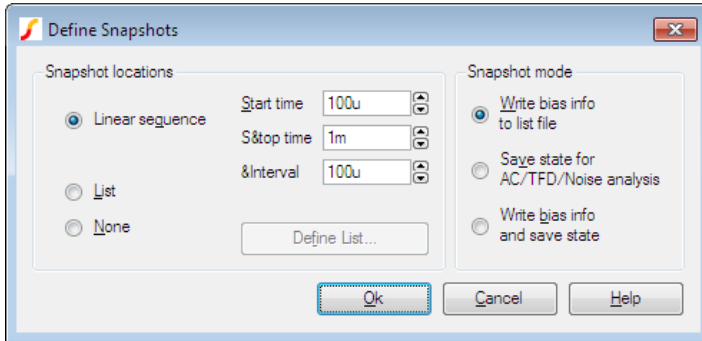 Define Snapshots
Snapshot locations
Linear sequence
Start time 100u
S&top time 1m
&Interval 100u
List
None
Define List...
Snapshot mode
Write bias info
to list file
Save state for
AC/TFD/Noise analysis
Write bias info
and save state
Ok
Cancel
Help